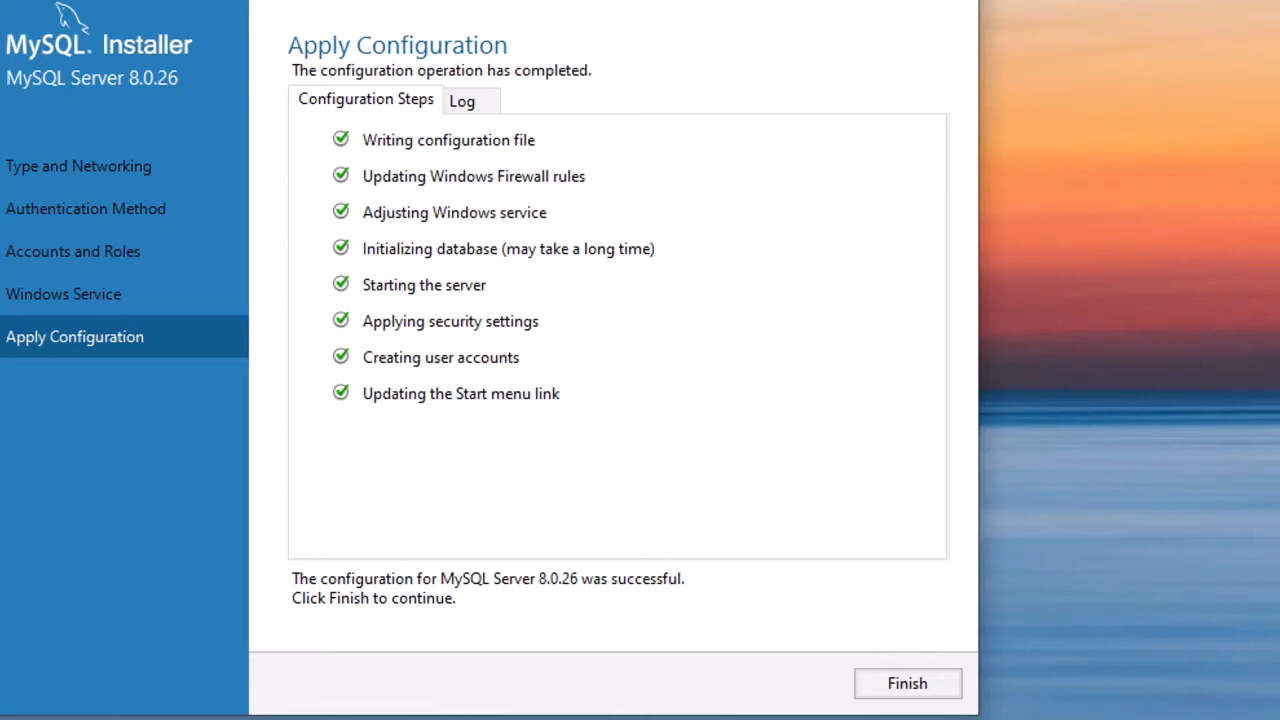 MySQL. Installer
MySQL Server 8.0.26
Type and Networking
Authentication Method
Accounts and Roles
Windows Service
Apply Configuration
Apply Configuration
The configuration operation has completed.
Configuration Steps
Log
Writing configuration file
Updating Windows Firewall rules
Adjusting Windows service
Initializing database (may take a long time)
Starting the server
Applying security settings
Creating user accounts
Updating the Start menu link
The configuration for MySQL Server 8.0.26 was successful.
Click Finish to continue.
Finish